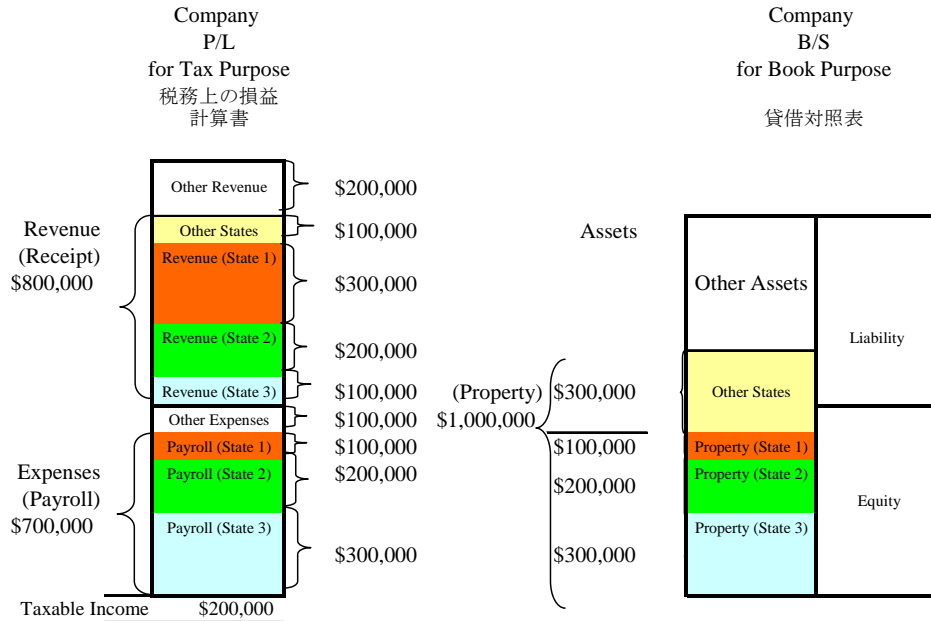 Company
P/L
for Tax Purpose
税務上の損益
計算書
Company
B/S
for Book Purpose
貸借対照表
Other Revenue
$200,000
Revenue
(Receipt)
$800,000
Other States
$100,000
Revenue (State 1)
$300,000
Revenue (State 2)
$200,000
Revenue (State 3)
$100,000
Other Expenses
$100,000
Expenses
(Payroll)
$700,000
Payroll (State 1)
$100,000
Payroll (State 2)
$200,000
Payroll (State 3)
$300,000
Taxable Income $200,000
Assets
(Property)
$1,000,000
$300,000
$100,000
$200,000
$300,000
Other Assets
Other States
Property (State 1)
Property (State 2)
Property (State 3)
Liability
Equity